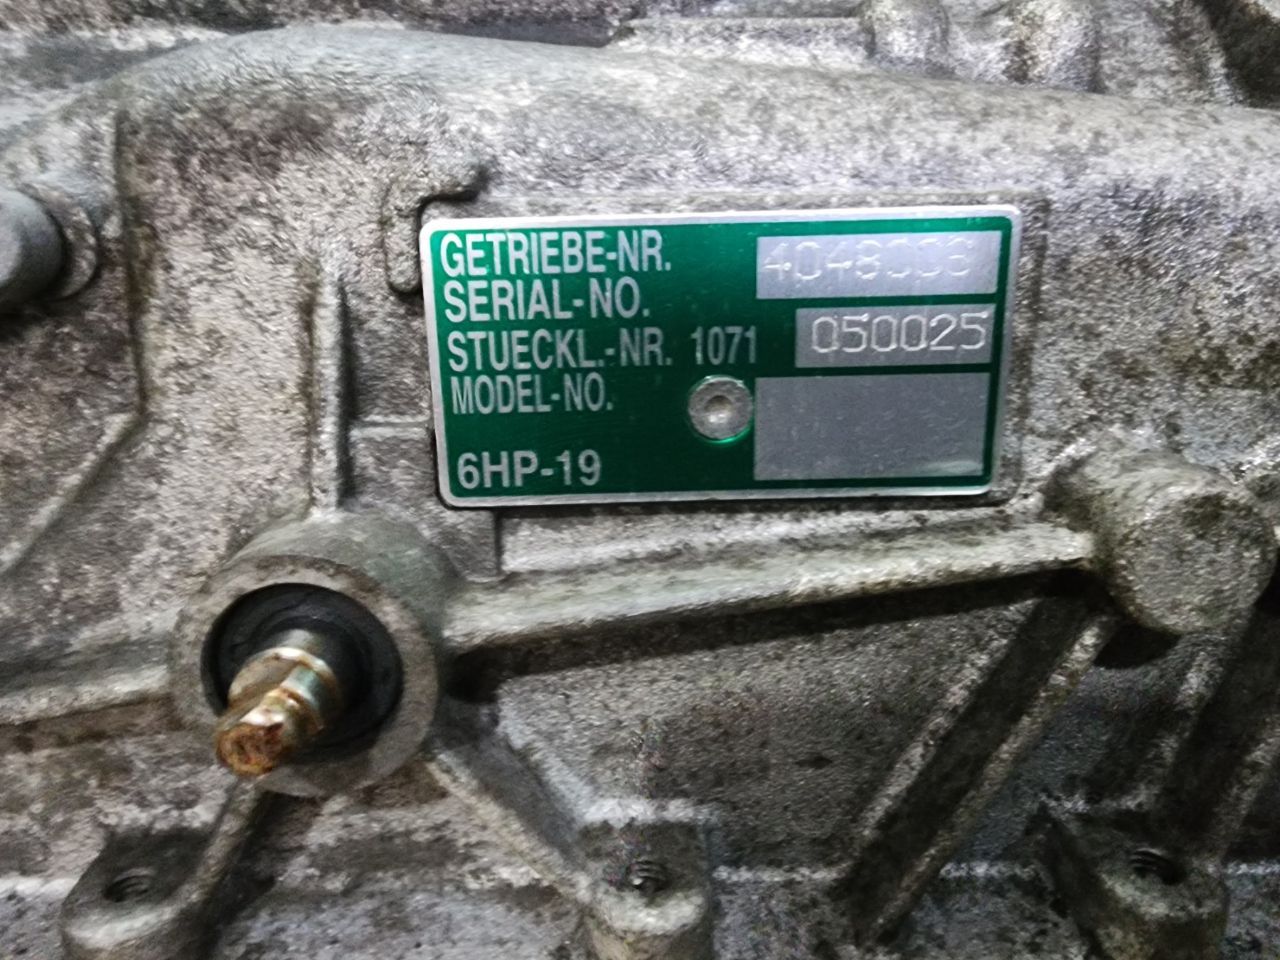 GETRIEBE-NR.
SERIAL-NO.
STUECKL.-NR. 1071 050025
MODEL-NO.
6HP-19